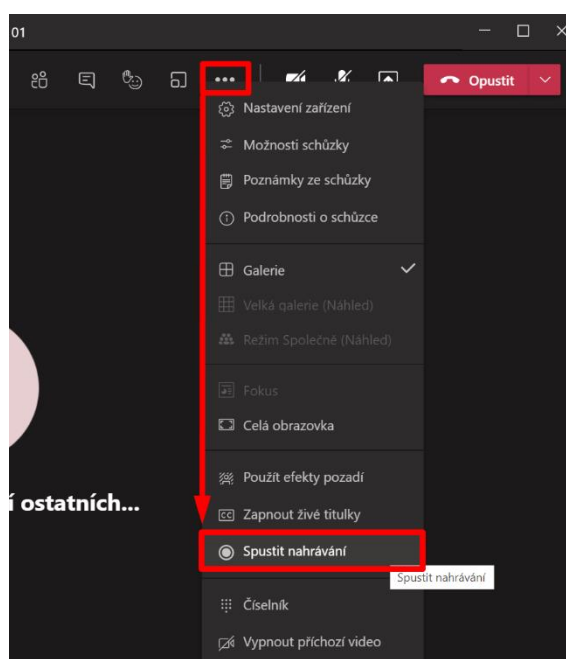 01
Opustit
Nastavení zařízení
Možnosti schůzky
Poznámky ze schůzky
Podrobnosti o schůzce
Galerie
Velká galerie (Náhled)
Režim Společně (Náhled)
Fokus
Celá obrazovka
Použít efekty pozadí
í ostatních...
CC Zapnout živé titulky
Spustit nahrávání
Spustit nahrávání
Číselník
Vypnout příchozí video